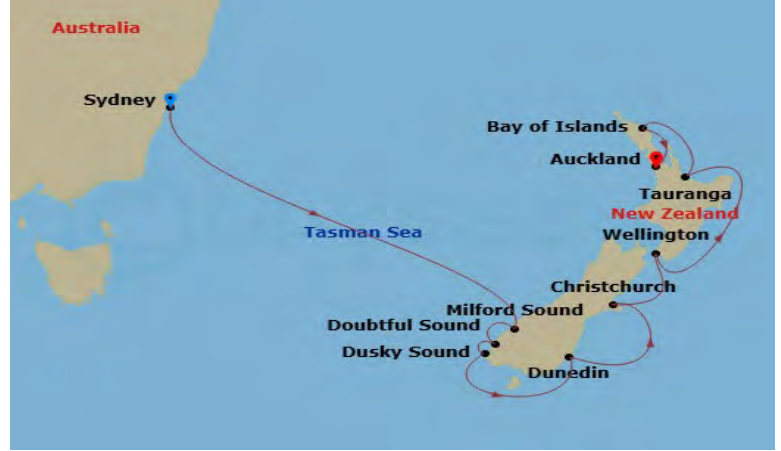 Australia
Sydney
Bay of Islands
Auckland
Tauranga
New Zealand
Tasman Sea
Wellington
Christchurch
Milford Sound
Doubtful Sound
Dusky Sound
Dunedin